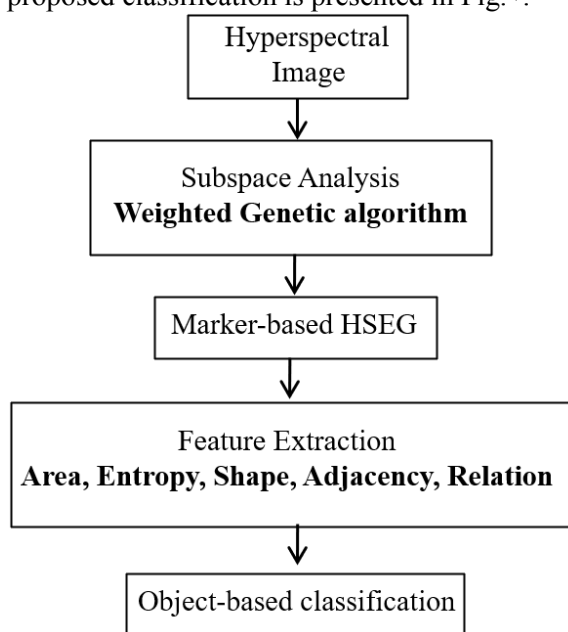 proposed classification is presented in Fig.
Hyperspectral
Image
Subspace Analysis
Weighted Genetic algorithm
Marker-based HSEG
Feature Extraction
Area, Entropy, Shape, Adjacency, Relation
Object-based classification